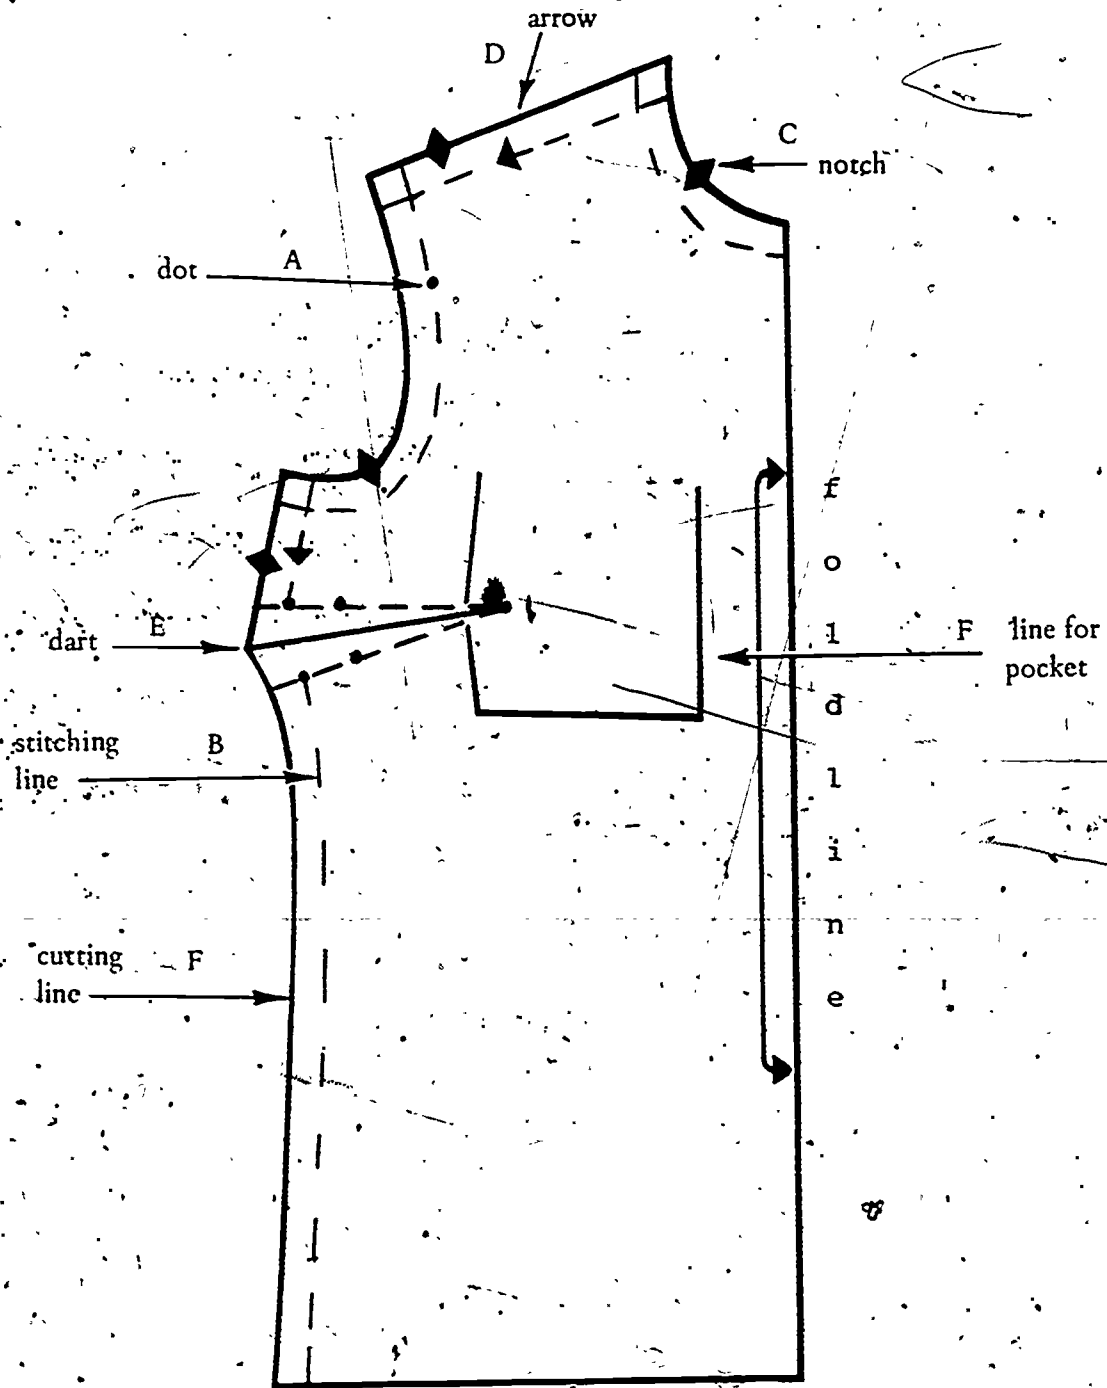 arrow
D
C
notch
A
dot
f
o
l
d
l
i
n
e
E
dart
F
line for
pocket
stitching
B
line
cutting
F
line